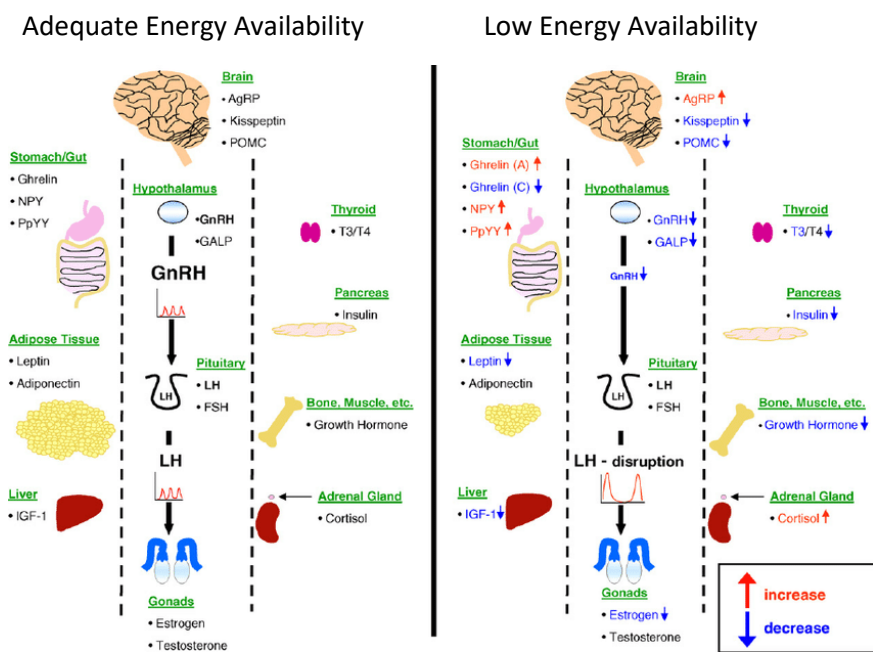 Adequate Energy Availability
Brain
• AgRP
• Kisspeptin
• POMC
Stomach/Gut
• Ghrelin
• NPY
• PpYY
Hypothalamus
• GnRH
• GALP
GnRH
Thyroid
• T3/T4
Pancreas
• Insulin
Adipose Tissue
• Leptin
• Adiponectin
Pituitary
LH
• LH
• FSH
Bone, Muscle, etc.
• Growth Hormone
LH
Liver
• IGF-1
Adrenal Gland
• Cortisol
Gonads
• Estrogen
• Testosterone
Low Energy Availability
Brain
• AgRP ↑
• Kisspeptin ↓
• POMC ↓
Stomach/Gut
• Ghrelin (A) ↑
• Ghrelin (C) ↓
• NPY ↑
• PpYY ↑
Hypothalamus
• GnRH ↓
• GALP ↓
GnRH ↓
Thyroid
• T3/T4 ↓
Pancreas
• Insulin ↓
Adipose Tissue
• Leptin ↓
• Adiponectin
Pituitary
LH
• LH
• FSH
Bone, Muscle, etc.
• Growth Hormone ↓
LH - disruption
Liver
• IGF-1 ↓
Adrenal Gland
• Cortisol ↑
Gonads
• Estrogen ↓
• Testosterone
↑ increase
↓ decrease